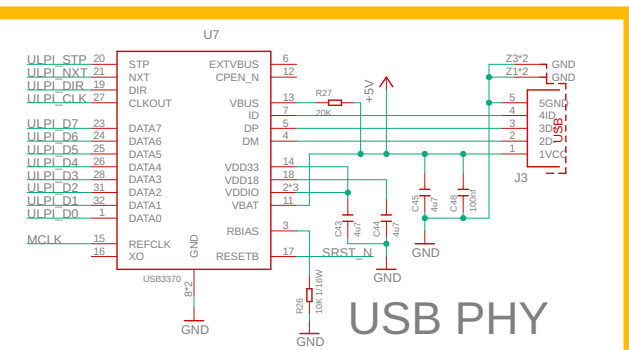 U7
ULPI_STP 20 STP
ULPI_NXT 21 NXT
ULPI_DIR 19 DIR
ULPI_CLK 27 CLKOUT
ULPI_D7 23 DATA7
ULPI_D6 24 DATA6
ULPI_D5 25 DATA5
ULPI_D4 26 DATA4
ULPI_D3 28 DATA3
ULPI_D2 31 DATA2
ULPI_D1 32 DATA1
ULPI_D0 1 DATA0
MCLK 15 REFCLK
16 XO
GND
EXTVBUS 6
CPEN_N 12
VBUS 13
ID 7
DP 5
DM 4
VDD33 14
VDD18 18
VDDIO 2*3
VBAT 11
RBIAS 3
RESETB 17 SRST_N
USB3370
8*2
GND
R27
20K
+5V
Z3*2 GND
Z1*2 GND
5 5GND
4 4ID
3 3D
2 2D-
1 1VCC
USB
J3
C43
4u7
C44
4u7
GND
C45
4u7
C48
100nf
GND
R26
10K 1/16W
GND
USB PHY